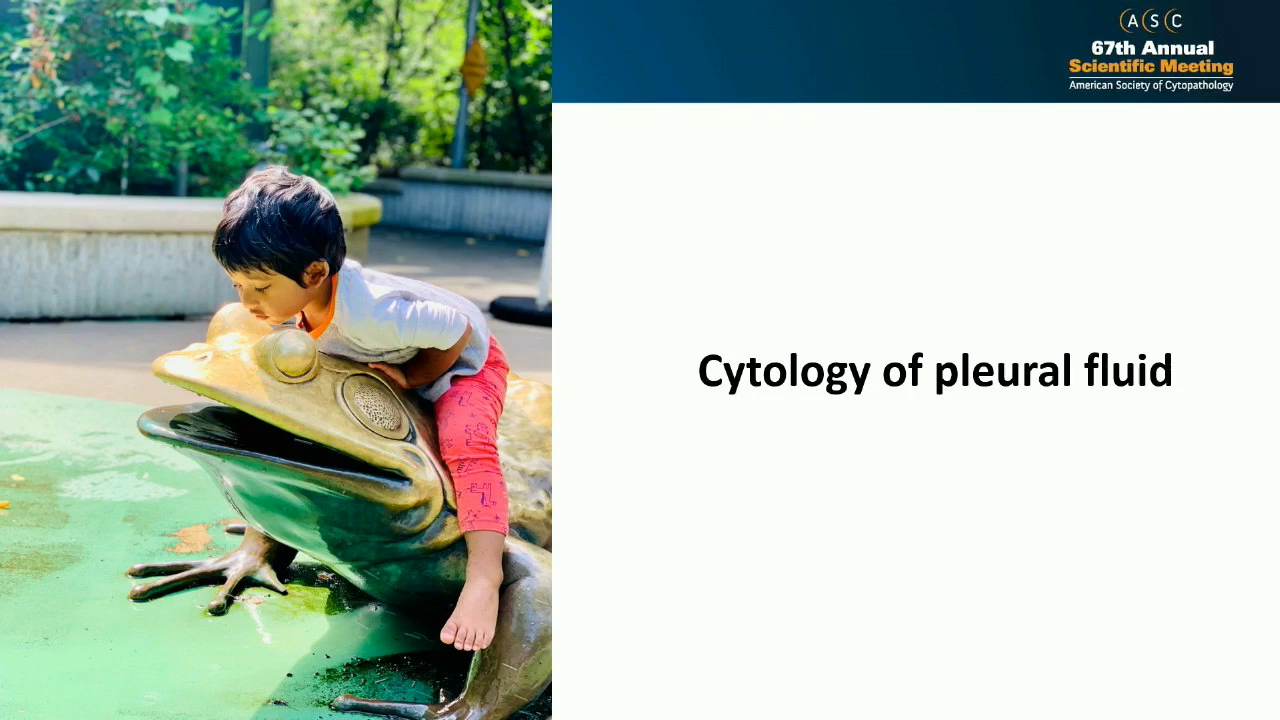 ASC
67th Annual
Scientific Meeting
American Society of Cytopathology
Cytology of pleural fluid